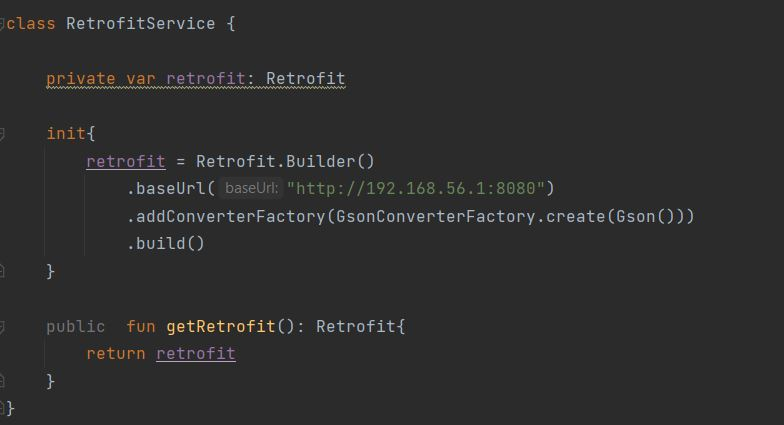 class RetrofitService {
private var retrofit: Retrofit
init{
retrofit = Retrofit.Builder()
.baseUrl( baseUrl: "http://192.168.56.1:8080")
.addConverterFactory(GsonConverterFactory.create(Gson()))
.build()
}
public  fun getRetrofit(): Retrofit{
return retrofit
}
}